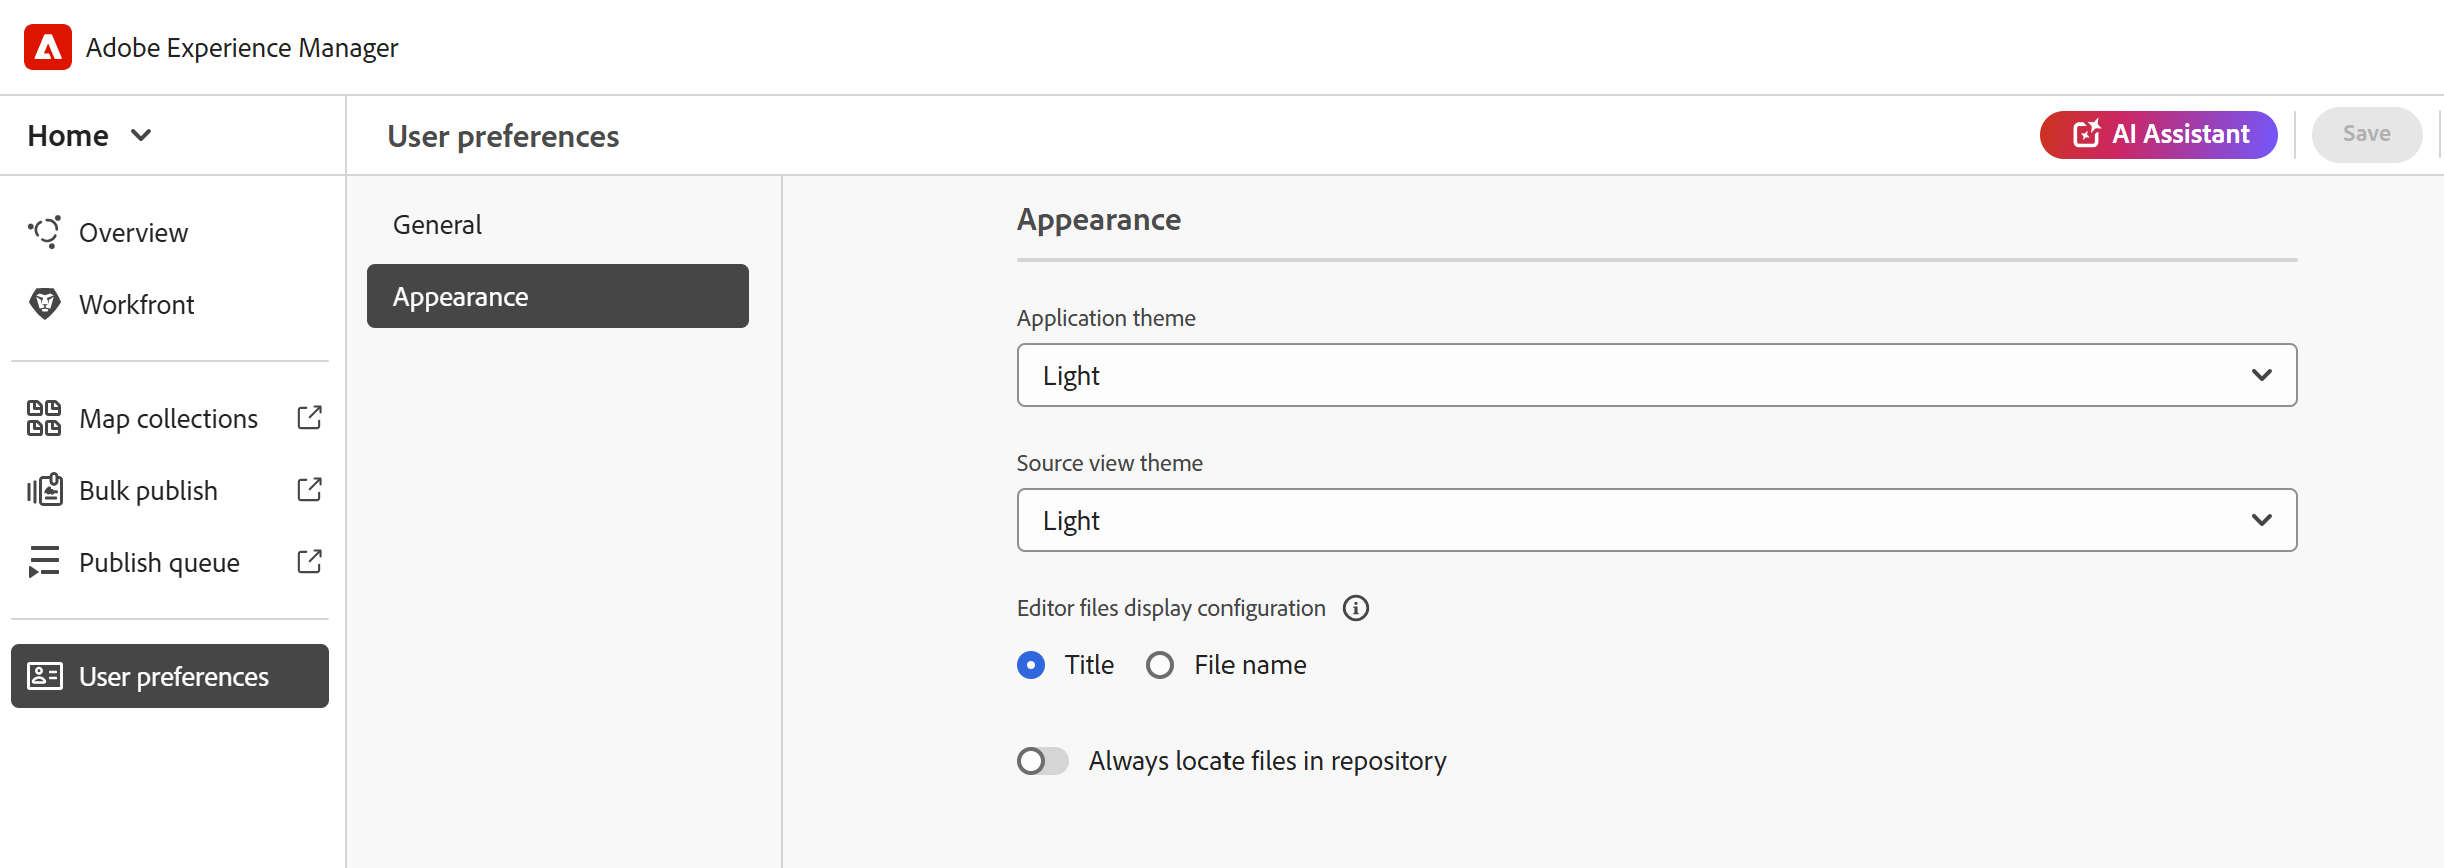 Adobe Experience Manager
Home
User preferences
AI Assistant
Save
Overview
Workfront
Map collections
Bulk publish
Publish queue
User preferences
General
Appearance
Appearance
Application theme
Light
Source view theme
Light
Editor files display configuration
Title
File name
Always locate files in repository